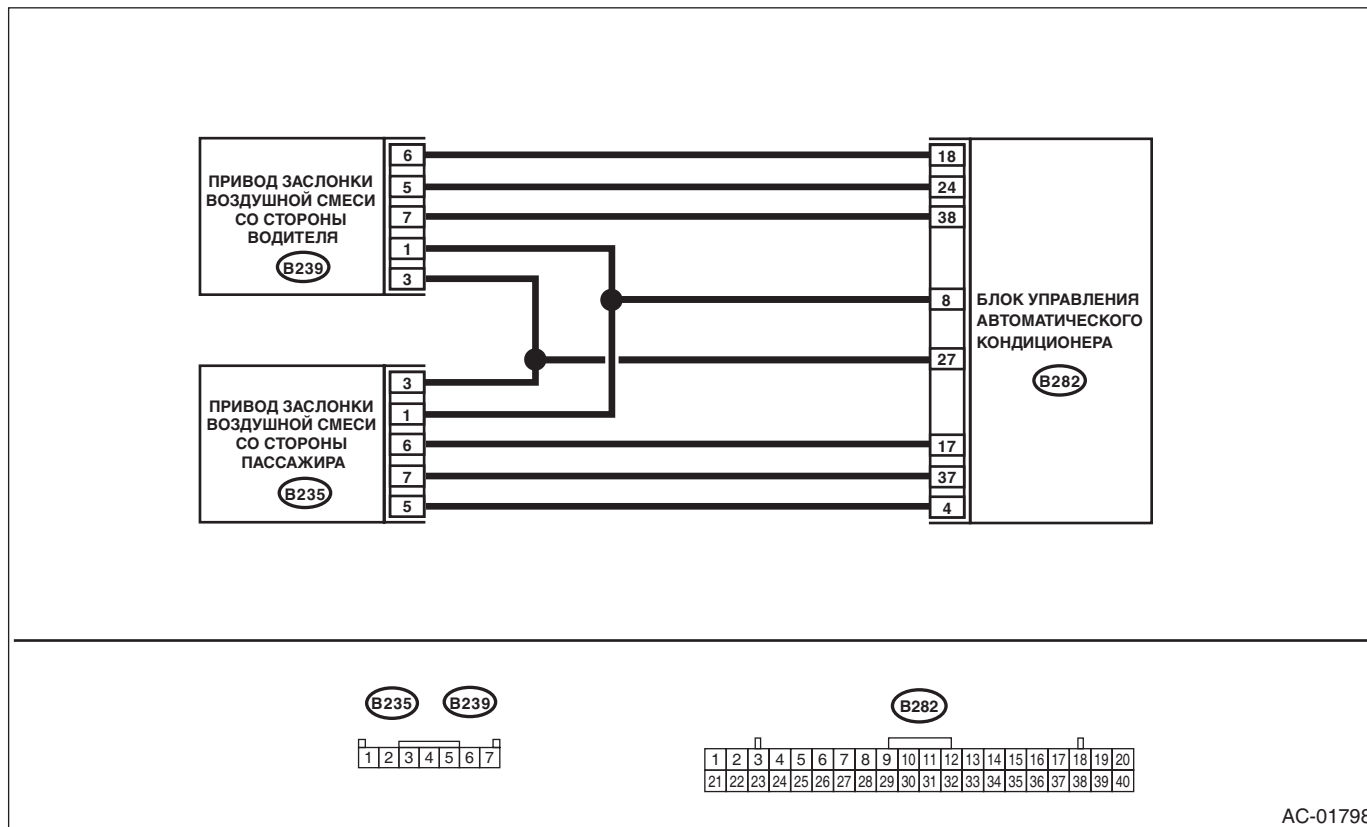 ПРИВОД ЗАСЛОНКИ
ВОЗДУШНОЙ СМЕСИ
СО СТОРОНЫ
ВОДИТЕЛЯ
B239
6
5
7
1
3
18
24
38
8
27
17
37
4
БЛОК УПРАВЛЕНИЯ
АВТОМАТИЧЕСКОГО
КОНДИЦИОНЕРА
B282
ПРИВОД ЗАСЛОНКИ
ВОЗДУШНОЙ СМЕСИ
СО СТОРОНЫ
ПАССАЖИРА
B235
3
1
6
7
5
B235 B239
1 2 3 4 5 6 7
B282
1 2 3 4 5 6 7 8 9 10 11 12 13 14 15 16 17 18 19 20
21 22 23 24 25 26 27 28 29 30 31 32 33 34 35 36 37 38 39 40
AC-01798